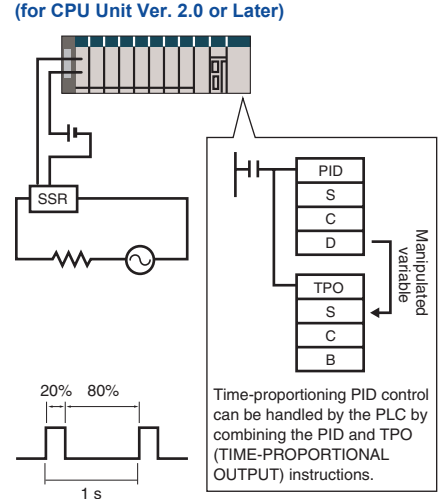 (for CPU Unit Ver. 2.0 or Later)
SSR
PID
S
C
D
TPO
S
C
B
Manipulated
variable
Time-proportioning PID control
can be handled by the PLC by
combining the PID and TPO
(TIME-PROPORTIONAL
OUTPUT) instructions.
20% 80%
1 s